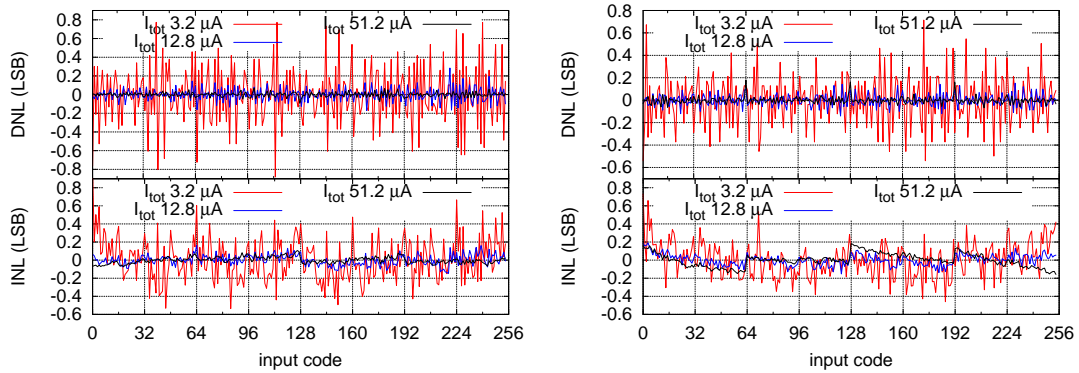 0.8
I_tot 3.2 µA
I_tot 51.2 µA
0.6
I_tot 12.8 µA
0.4
0.2
0
-0.2
-0.4
-0.6
-0.8
DNL (LSB)
0.8
I_tot 3.2 µA
I_tot 51.2 µA
0.6
I_tot 12.8 µA
0.4
0.2
0
-0.2
-0.4
-0.6
INL (LSB)
0 32 64 96 128 160 192 224 256
input code
0.8
I_tot 3.2 µA
I_tot 51.2 µA
0.6
I_tot 12.8 µA
0.4
0.2
0
-0.2
-0.4
-0.6
DNL (LSB)
0.8
I_tot 3.2 µA
I_tot 51.2 µA
0.6
I_tot 12.8 µA
0.4
0.2
0
-0.2
-0.4
-0.6
INL (LSB)
0 32 64 96 128 160 192 224 256
input code